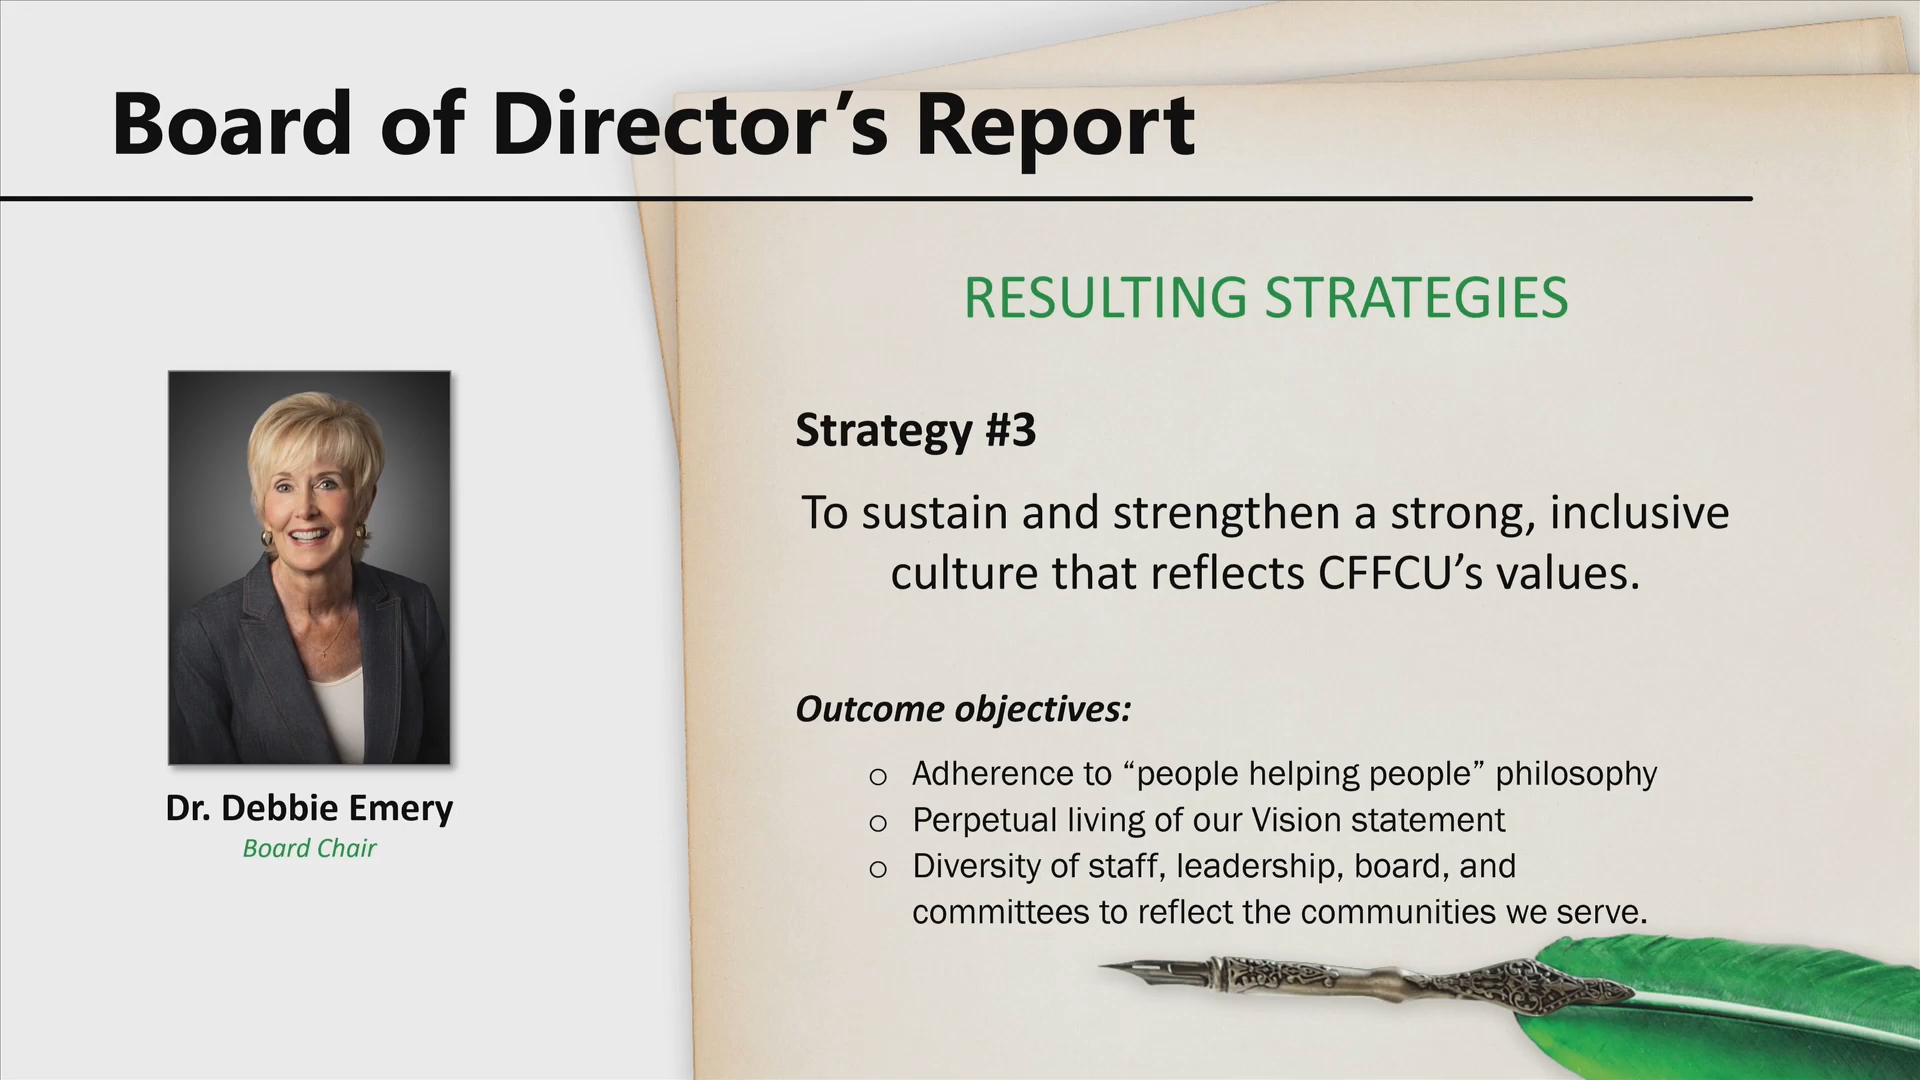 Board of Director’s Report
RESULTING STRATEGIES
Strategy #3
To sustain and strengthen a strong, inclusive
culture that reflects CFFCU’s values.
Outcome objectives:
o Adherence to “people helping people” philosophy
o Perpetual living of our Vision statement
o Diversity of staff, leadership, board, and
committees to reflect the communities we serve.
Dr. Debbie Emery
Board Chair